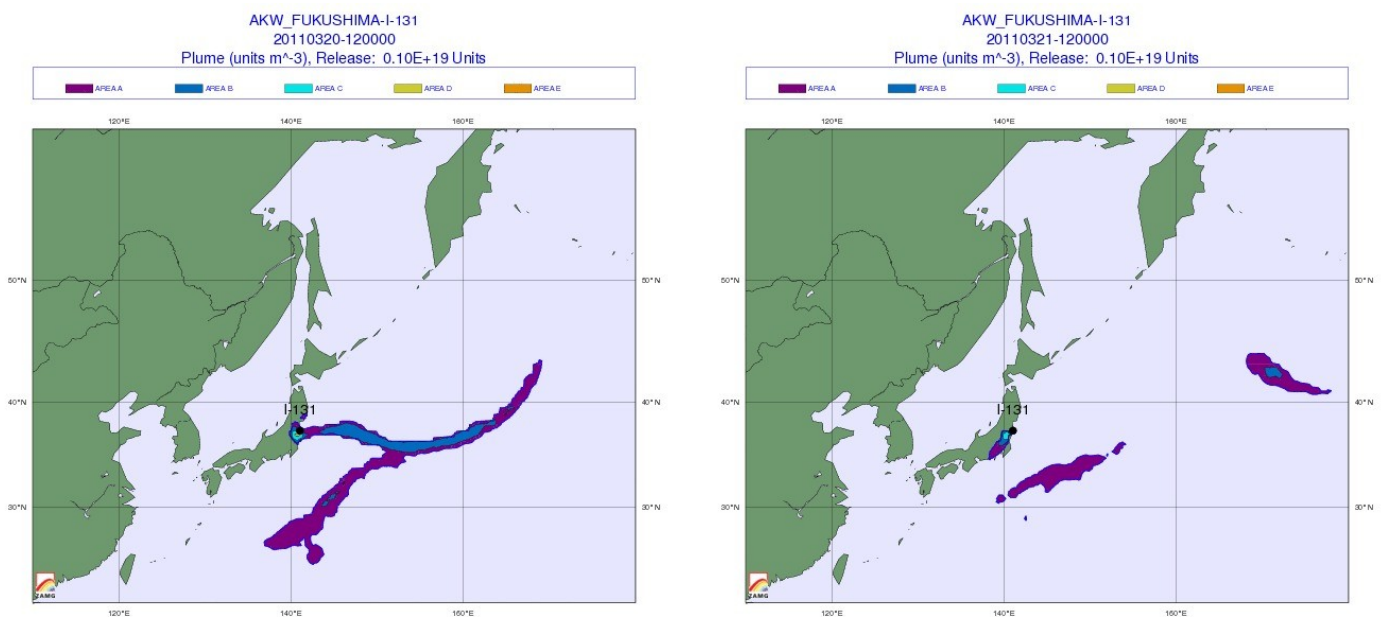 AKW_FUKUSHIMA-I-131
20110320-120000
Plume (units m^-3), Release: 0.10E+19 Units
AREA A AREA B AREA C AREA D AREA E
120°E 140°E 160°E
50°N 50°N
40°N 40°N
I-131
30°N 30°N
ZAMG
120°E 140°E 160°E
AKW_FUKUSHIMA-I-131
20110321-120000
Plume (units m^-3), Release: 0.10E+19 Units
AREA A AREA B AREA C AREA D AREA E
120°E 140°E 160°E
50°N 50°N
40°N 40°N
I-131
30°N 30°N
ZAMG
120°E 140°E 160°E